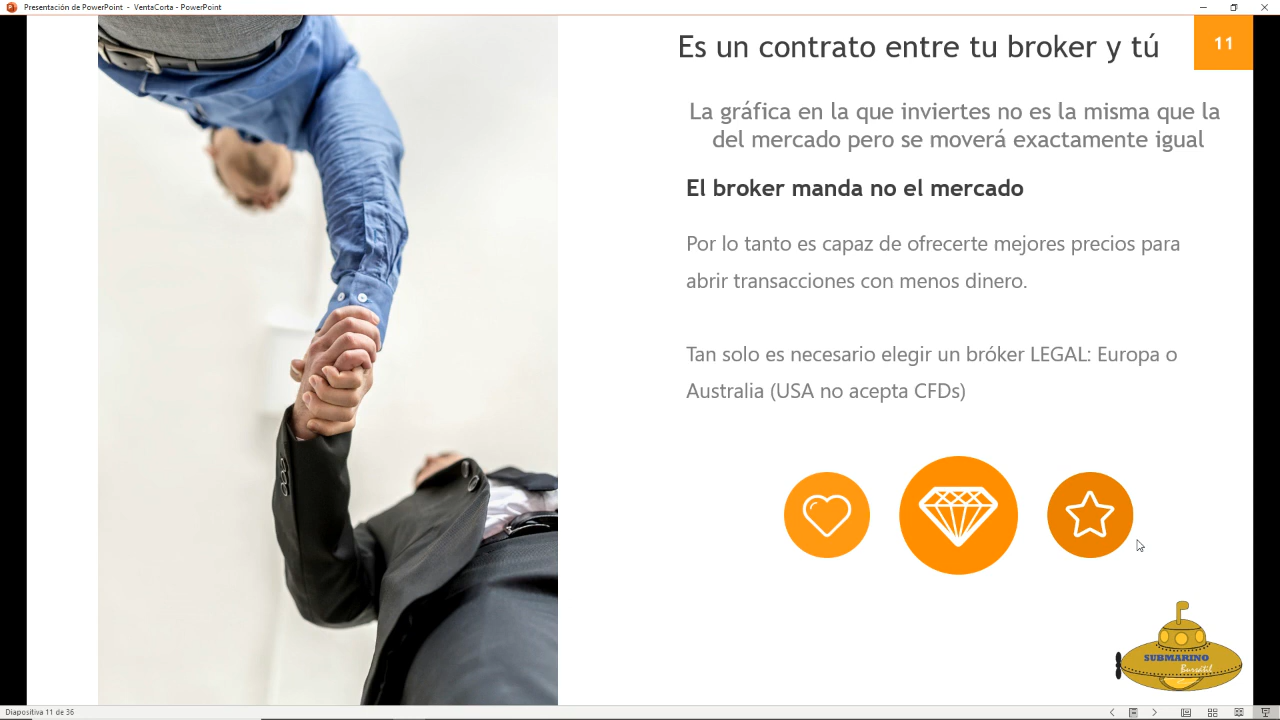 Presentación de PowerPoint - VentaCorta - PowerPoint
Es un contrato entre tu broker y tú
11
La gráfica en la que inviertes no es la misma que la
del mercado pero se moverá exactamente igual
El broker manda no el mercado
Por lo tanto es capaz de ofrecerte mejores precios para
abrir transacciones con menos dinero.
Tan solo es necesario elegir un bróker LEGAL: Europa o
Australia (USA no acepta CFDs)
SUBMARINO
Bursátil
Diapositiva 11 de 36